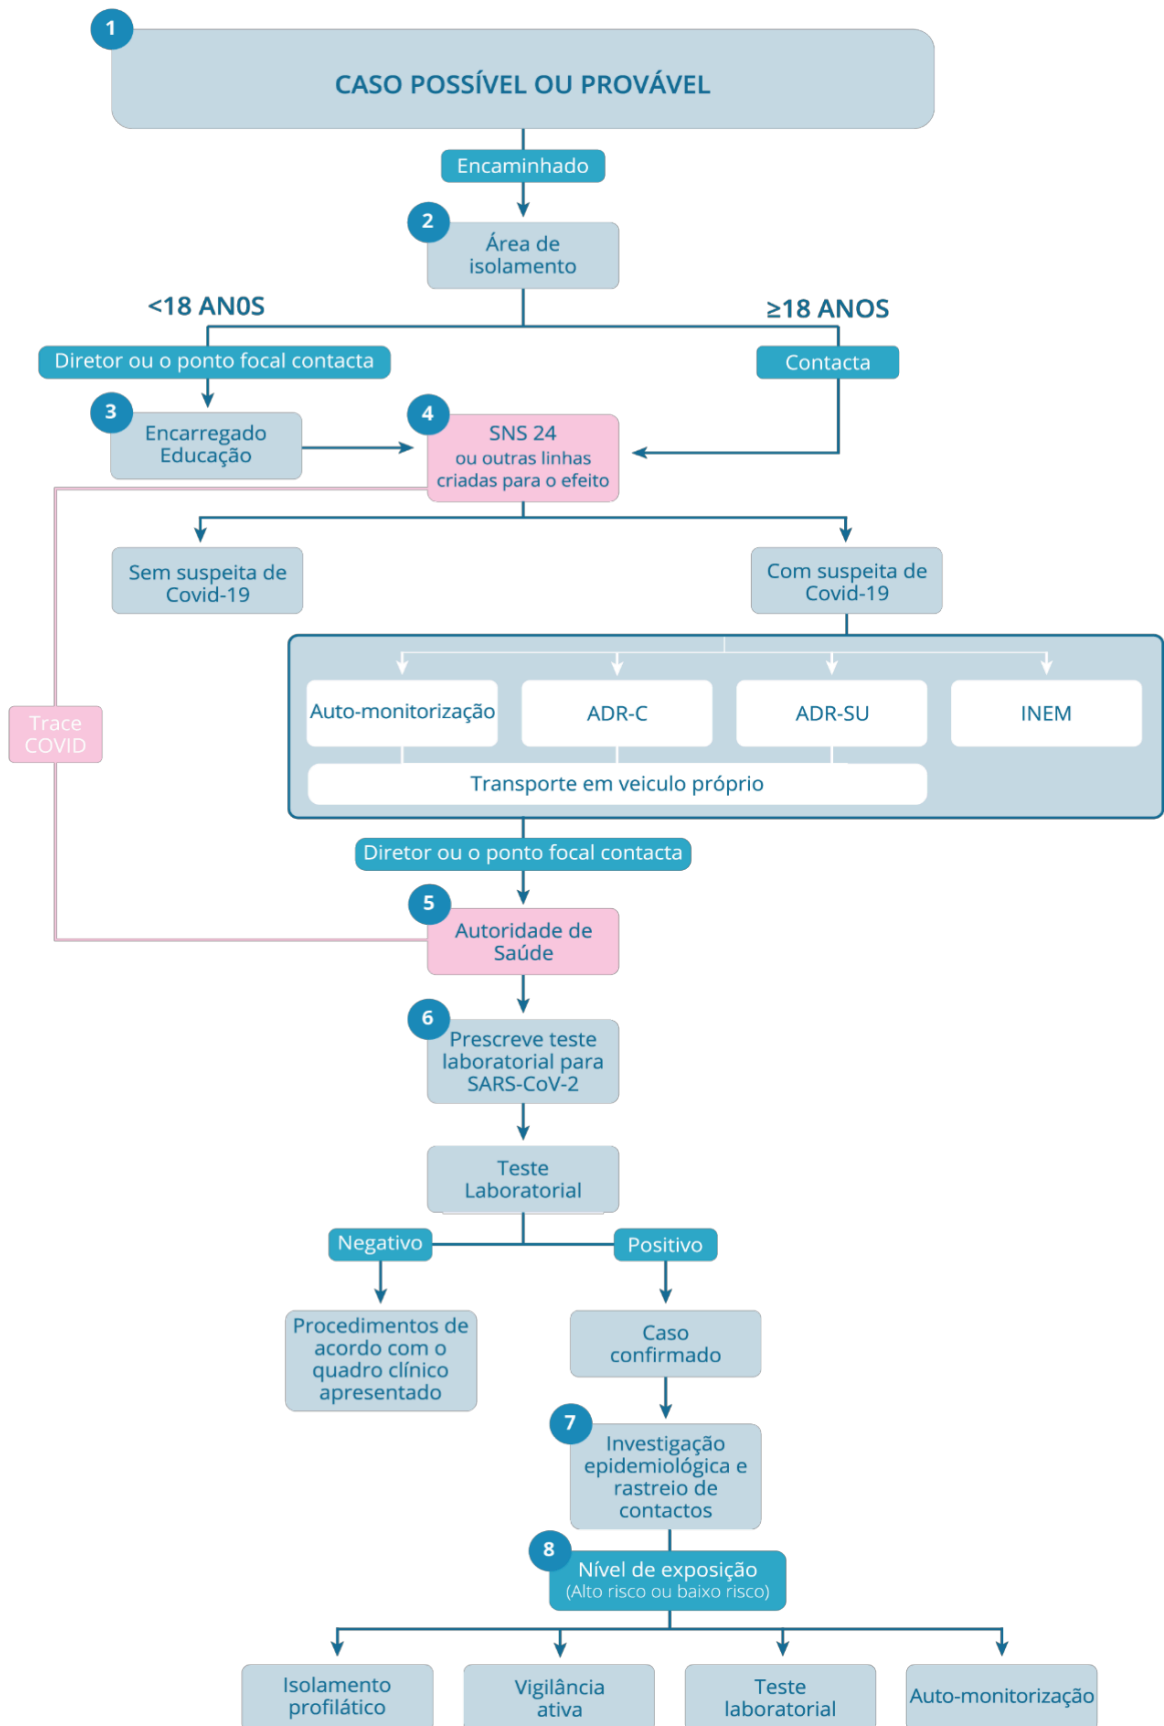 1
CASO POSSÍVEL OU PROVÁVEL
Encaminhado
2
Área de
isolamento
<18 AN0S
≥18 ANOS
Diretor ou o ponto focal contacta
Contacta
3
Encarregado
Educação
4
SNS 24
ou outras linhas
criadas para o efeito
Sem suspeita de
Covid-19
Com suspeita de
Covid-19
Trace
COVID
Auto-monitorização
ADR-C
ADR-SU
INEM
Transporte em veiculo próprio
Diretor ou o ponto focal contacta
5
Autoridade de
Saúde
6
Prescreve teste
laboratorial para
SARS-CoV-2
Teste
Laboratorial
Negativo
Positivo
Procedimentos de
acordo com o
quadro clínico
apresentado
Caso
confirmado
7
Investigação
epidemiológica e
rastreio de
contactos
8
Nível de exposição
(Alto risco ou baixo risco)
Isolamento
profilático
Vigilância
ativa
Teste
laboratorial
Auto-monitorização